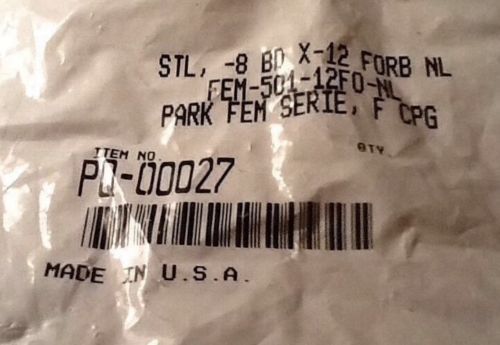 STL, -8 BD X-12 FORB NL
FEM-501-12FO-NL
PARK FEM SERIE, F CPG
ITEM NO.
QTY.
PQ-00027
MADE IN U.S.A.